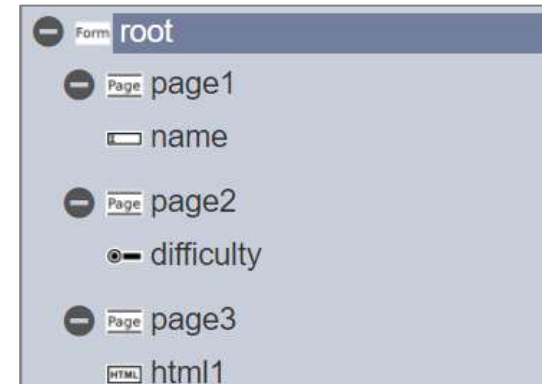 Form root
Page page1
name
Page page2
difficulty
Page page3
HTML html1